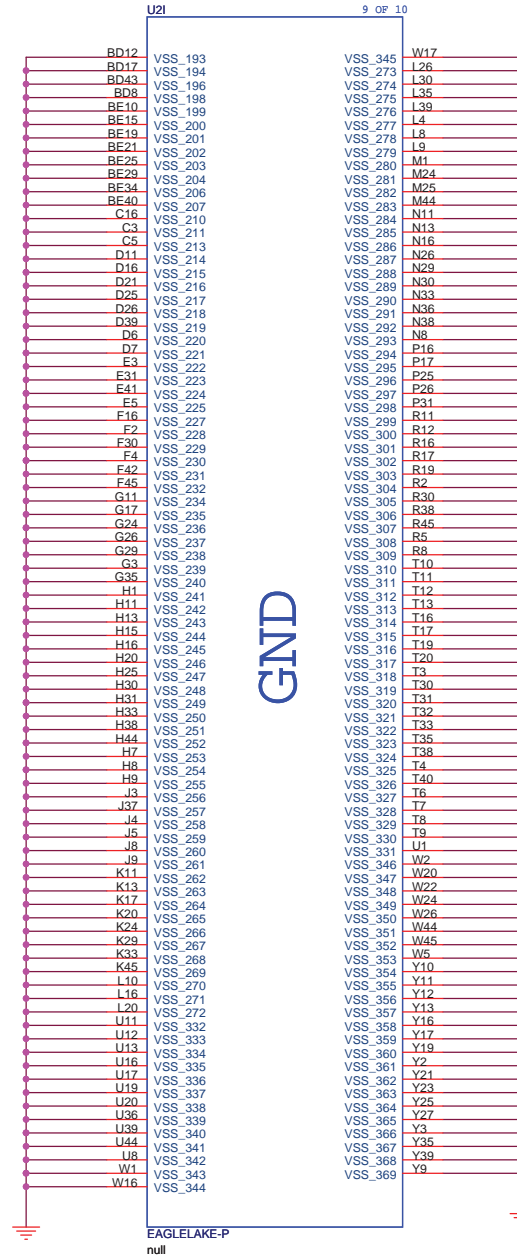 U2I 9 OF 10
BD12 VSS_193 VSS_345 W17
BD17 VSS_194 VSS_273 L26
BD43 VSS_196 VSS_274 L30
BD8 VSS_198 VSS_275 L35
BE10 VSS_199 VSS_276 L39
BE15 VSS_200 VSS_277 L4
BE19 VSS_201 VSS_278 L8
BE21 VSS_202 VSS_279 L9
BE25 VSS_203 VSS_280 M1
BE29 VSS_204 VSS_281 M24
BE34 VSS_206 VSS_282 M25
BE40 VSS_207 VSS_283 M44
C16 VSS_210 VSS_284 N11
C3 VSS_211 VSS_285 N13
C5 VSS_213 VSS_286 N16
D11 VSS_214 VSS_287 N26
D16 VSS_215 VSS_288 N29
D21 VSS_216 VSS_289 N30
D25 VSS_217 VSS_290 N33
D26 VSS_218 VSS_291 N36
D39 VSS_219 VSS_292 N38
D6 VSS_220 VSS_293 N8
D7 VSS_221 VSS_294 P16
E3 VSS_222 VSS_295 P17
E31 VSS_223 VSS_296 P25
E41 VSS_224 VSS_297 P26
E5 VSS_225 VSS_298 P31
F16 VSS_227 VSS_299 R11
F2 VSS_228 VSS_300 R12
F30 VSS_229 VSS_301 R16
F4 VSS_230 VSS_302 R17
F42 VSS_231 VSS_303 R19
F45 VSS_232 VSS_304 R2
G11 VSS_234 VSS_305 R30
G17 VSS_235 VSS_306 R38
G24 VSS_236 VSS_307 R45
G26 VSS_237 VSS_308 R5
G29 VSS_238 VSS_309 R8
G3 VSS_239 VSS_310 T10
G35 VSS_240 VSS_311 T11
H1 VSS_241 VSS_312 T12
H11 VSS_242 VSS_313 T13
H13 VSS_243 VSS_314 T16
H15 VSS_244 VSS_315 T17
H16 VSS_245 VSS_316 T19
H20 VSS_246 VSS_317 T20
H25 VSS_247 VSS_318 T3
H30 VSS_248 VSS_319 T30
H31 VSS_249 VSS_320 T31
H33 VSS_250 VSS_321 T32
H38 VSS_251 VSS_322 T33
H44 VSS_252 VSS_323 T35
H7 VSS_253 VSS_324 T38
H8 VSS_254 VSS_325 T4
H9 VSS_255 VSS_326 T40
J3 VSS_256 VSS_327 T6
J37 VSS_257 VSS_328 T7
J4 VSS_258 VSS_329 T8
J5 VSS_259 VSS_330 T9
J8 VSS_260 VSS_331 U1
J9 VSS_261 VSS_346 W2
K11 VSS_262 VSS_347 W20
K13 VSS_263 VSS_348 W22
K17 VSS_264 VSS_349 W24
K20 VSS_265 VSS_350 W26
K24 VSS_266 VSS_351 W44
K29 VSS_267 VSS_352 W45
K33 VSS_268 VSS_353 W5
K45 VSS_269 VSS_354 Y10
L10 VSS_270 VSS_355 Y11
L16 VSS_271 VSS_356 Y12
L20 VSS_272 VSS_357 Y13
U11 VSS_332 VSS_358 Y16
U12 VSS_333 VSS_359 Y17
U13 VSS_334 VSS_360 Y19
U16 VSS_335 VSS_361 Y2
U17 VSS_336 VSS_362 Y21
U19 VSS_337 VSS_363 Y23
U20 VSS_338 VSS_364 Y25
U36 VSS_339 VSS_365 Y27
U39 VSS_340 VSS_366 Y3
U44 VSS_341 VSS_367 Y35
U8 VSS_342 VSS_368 Y39
W1 VSS_343 VSS_369 Y9
W16 VSS_344
GND
EAGLELAKE-P
null